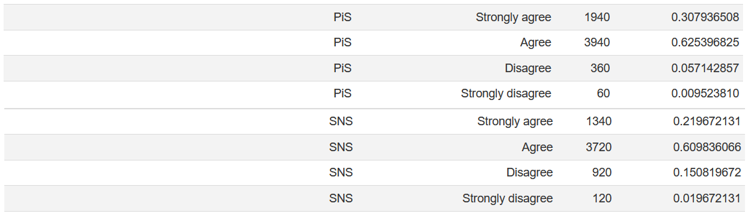 PiS Strongly agree 1940 0.307936508
PiS Agree 3940 0.625396825
PiS Disagree 360 0.057142857
PiS Strongly disagree 60 0.009523810
SNS Strongly agree 1340 0.219672131
SNS Agree 3720 0.609836066
SNS Disagree 920 0.150819672
SNS Strongly disagree 120 0.019672131